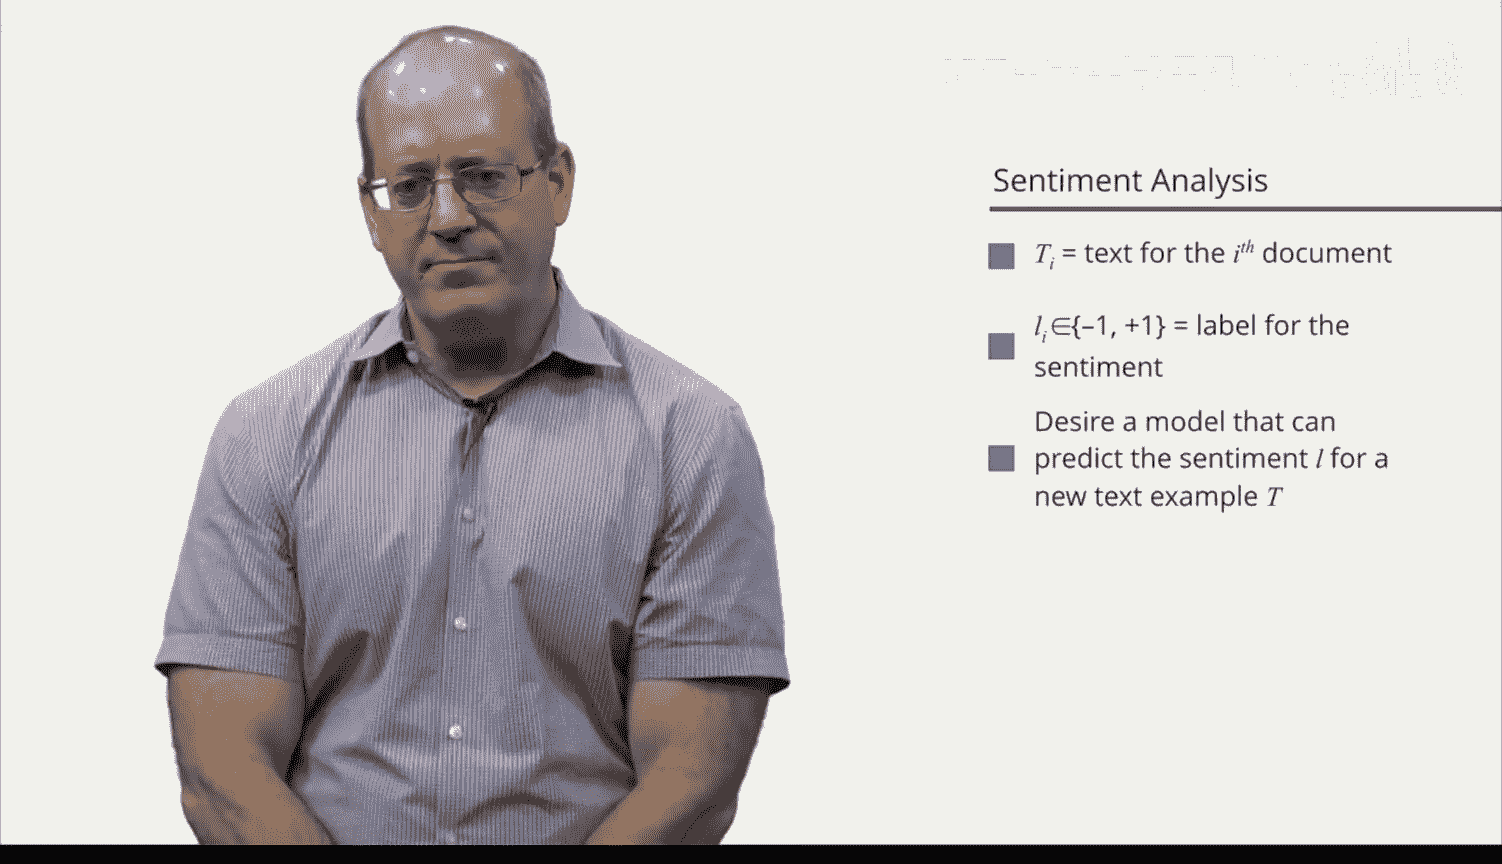 Sentiment Analysis
Tᵢ = text for the iᵗʰ document
lᵢ∈{–1, +1} = label for the
sentiment
Desire a model that can
predict the sentiment l for a
new text example T